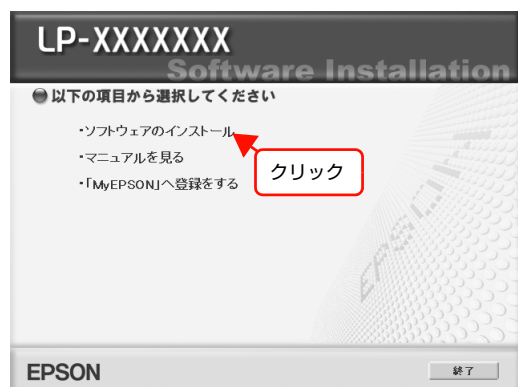 LP-XXXXXXX
Software Installation
以下の項目から選択してください
・ソフトウェアのインストール
・マニュアルを見る
・「MyEPSON」へ登録をする
クリック
EPSON
EPSON
終了